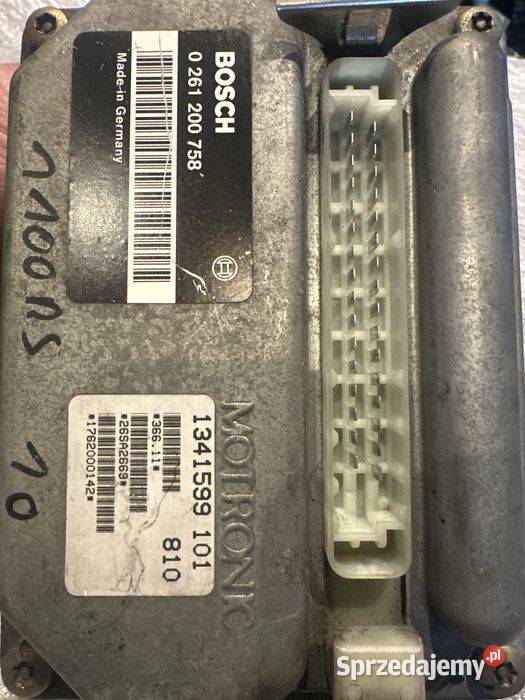 BOSCH
0 261 200 758
Made in Germany
1100RS
10
MOTRONIC
1341599 101
810
*366.11*
*26SA2669*
*1762000142*
Sprzedajemy.pl